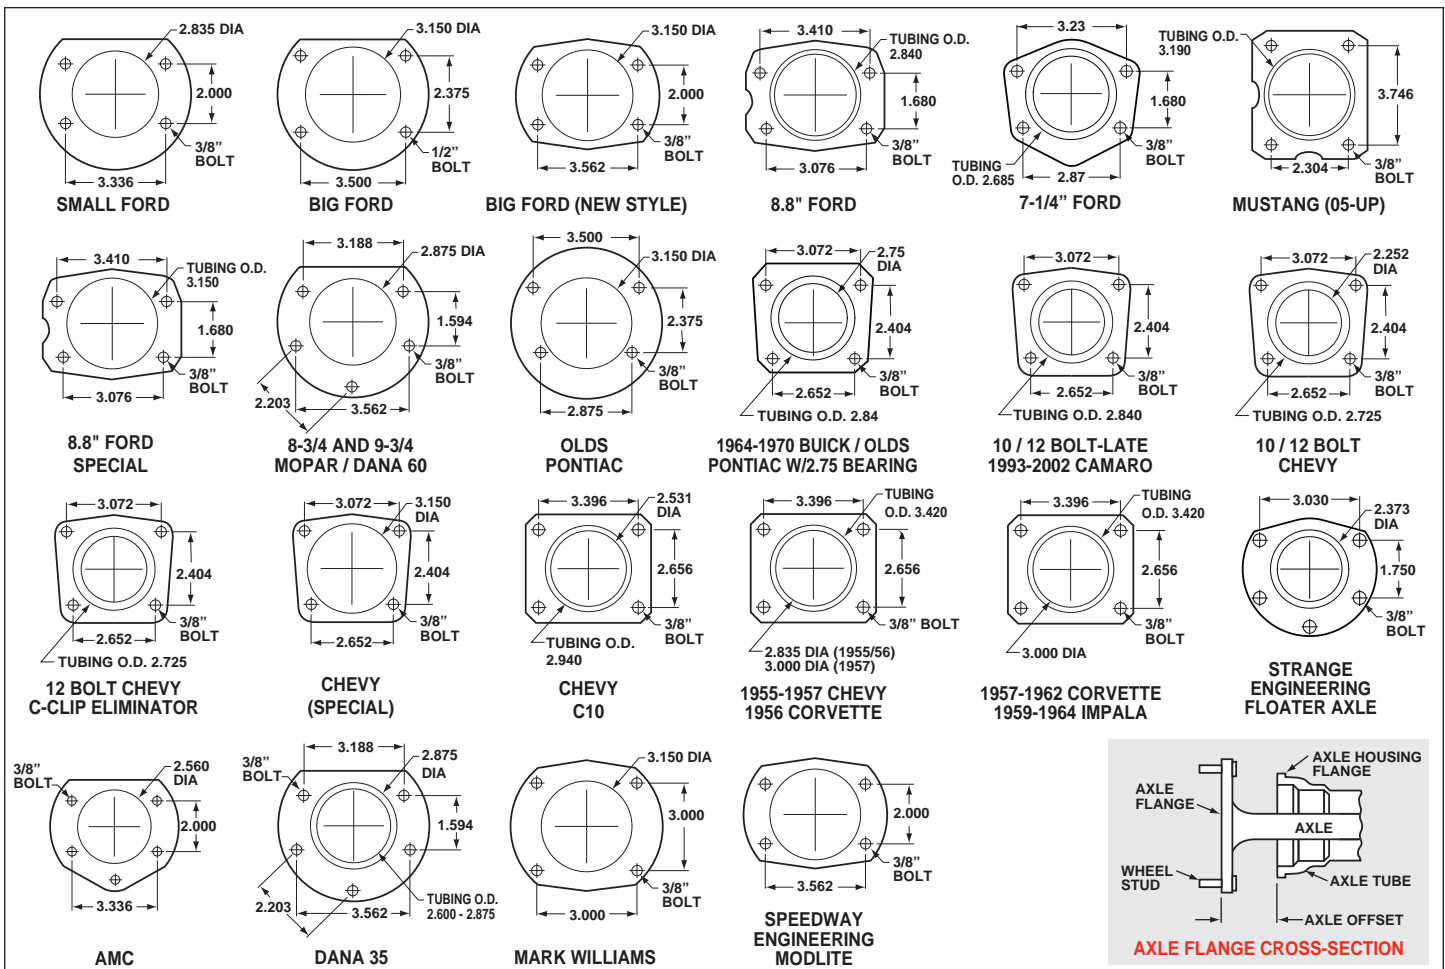 2.835 DIA
2.000
3/8”
BOLT
3.336
SMALL FORD
3.150 DIA
2.375
1/2”
BOLT
3.500
BIG FORD
3.150 DIA
2.000
3/8”
BOLT
3.562
BIG FORD (NEW STYLE)
3.410
TUBING O.D.
2.840
1.680
3/8”
BOLT
3.076
8.8" FORD
3.23
1.680
3/8”
BOLT
TUBING
O.D. 2.685
2.87
7-1/4” FORD
TUBING O.D.
3.190
3.746
3/8”
BOLT
2.304
MUSTANG (05-UP)
3.410
TUBING O.D.
3.150
1.680
3/8”
BOLT
3.076
8.8" FORD
SPECIAL
3.188
2.875 DIA
1.594
3/8”
BOLT
2.203
3.562
8-3/4 AND 9-3/4
MOPAR / DANA 60
3.500
3.150 DIA
2.375
3/8”
BOLT
2.875
OLDS
PONTIAC
3.072
2.75
DIA
2.404
3/8”
BOLT
2.652
TUBING O.D. 2.84
1964-1970 BUICK / OLDS
PONTIAC W/2.75 BEARING
3.072
2.404
3/8”
BOLT
2.652
TUBING O.D. 2.840
10 / 12 BOLT-LATE
1993-2002 CAMARO
3.072
2.252
DIA
2.404
3/8”
BOLT
2.652
TUBING O.D. 2.725
10 / 12 BOLT
CHEVY
3.072
2.404
3/8”
BOLT
2.652
TUBING O.D. 2.725
12 BOLT CHEVY
C-CLIP ELIMINATOR
3.072
3.150
DIA
2.404
3/8”
BOLT
2.652
CHEVY
(SPECIAL)
3.396
2.531
DIA
2.656
3/8”
BOLT
TUBING O.D.
2.940
CHEVY
C10
3.396
TUBING
O.D. 3.420
2.656
3/8” BOLT
2.835 DIA (1955/56)
3.000 DIA (1957)
1955-1957 CHEVY
1956 CORVETTE
3.396
TUBING
O.D. 3.420
2.656
3/8”
BOLT
3.000 DIA
1957-1962 CORVETTE
1959-1964 IMPALA
3.030
2.373
DIA
1.750
3/8”
BOLT
STRANGE
ENGINEERING
FLOATER AXLE
3/8”
BOLT
2.560
DIA
2.000
3.336
AMC
3/8”
BOLT
3.188
2.875
DIA
1.594
2.203
3.562
TUBING O.D.
2.600 - 2.875
DANA 35
3.150 DIA
3.000
3/8”
BOLT
3.000
MARK WILLIAMS
2.000
3/8”
BOLT
3.562
SPEEDWAY
ENGINEERING
MODLITE
AXLE HOUSING
FLANGE
AXLE
FLANGE
AXLE
WHEEL
STUD
AXLE TUBE
AXLE OFFSET
AXLE FLANGE CROSS-SECTION